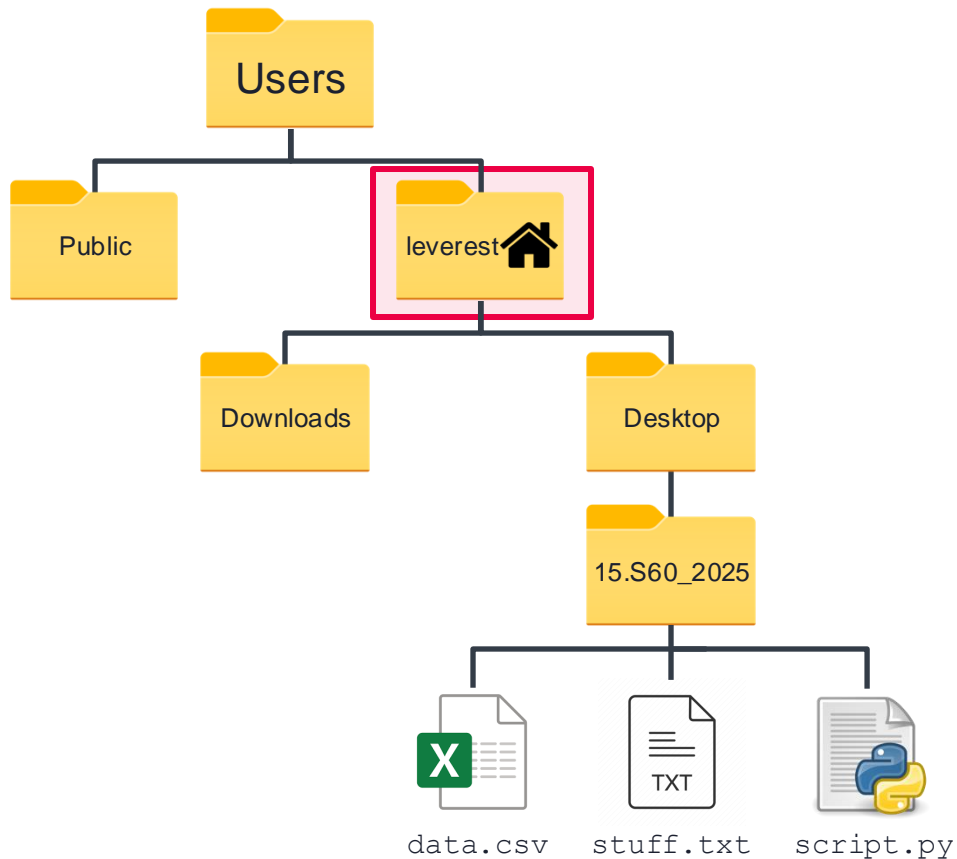 Users
Public
leverest
Downloads
Desktop
15.S60_2025
X
TXT
data.csv
stuff.txt
script.py